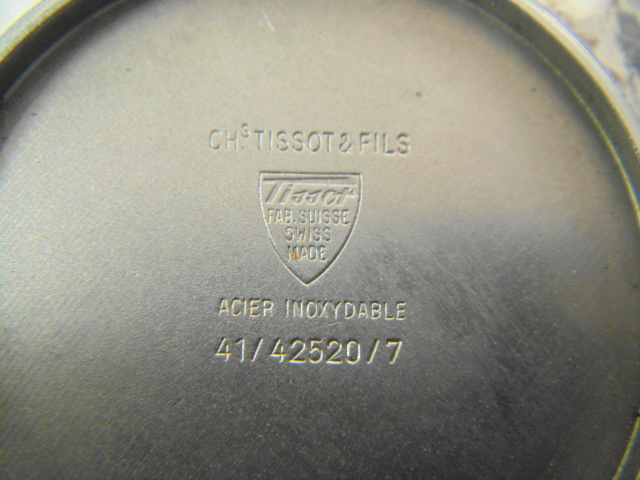 CH.S TISSOT & FILS
Tissot
FAB. SUISSE
SWISS
MADE
ACIER INOXYDABLE
41/42520/7